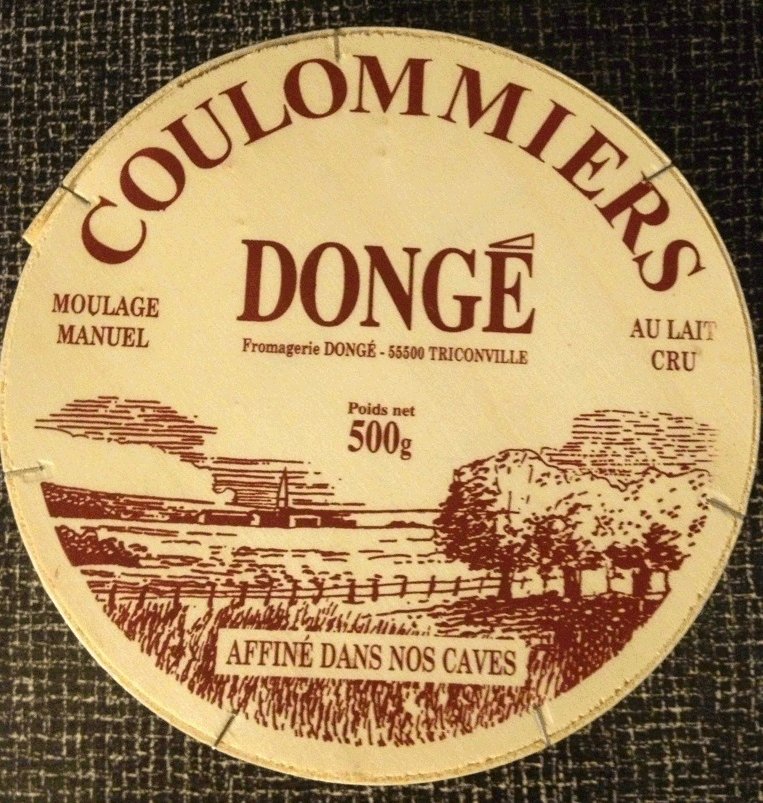 COULOMMIERS
DONGÉ
Fromagerie DONGÉ - 55500 TRICONVILLE
MOULAGE
MANUEL
AU LAIT
CRU
Poids net
500g
AFFINÉ DANS NOS CAVES